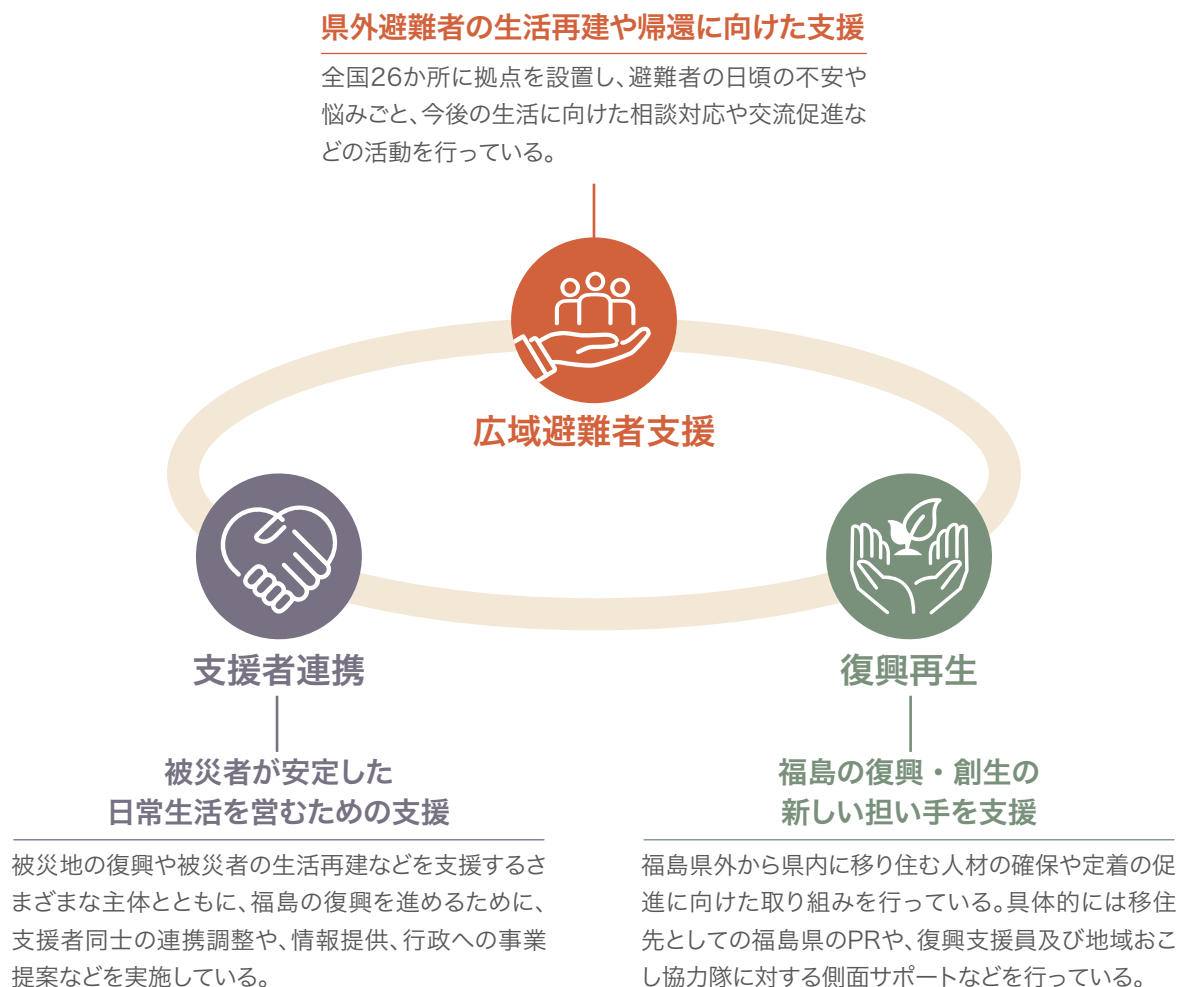 県外避難者の生活再建や帰還に向けた支援
全国26か所に拠点を設置し、避難者の日頃の不安や
悩みごと、今後の生活に向けた相談対応や交流促進な
どの活動を行っている。
広域避難者支援
支援者連携
被災者が安定した
日常生活を営むための支援
被災地の復興や被災者の生活再建などを支援するさ
まざまな主体とともに、福島の復興を進めるために、
支援者同士の連携調整や、情報提供、行政への事業
提案などを実施している。
復興再生
福島の復興・創生の
新しい担い手を支援
福島県外から県内に移り住む人材の確保や定着の促
進に向けた取り組みを行っている。具体的には移住
先としての福島県のPRや、復興支援員及び地域おこ
し協力隊に対する側面サポートなどを行っている。